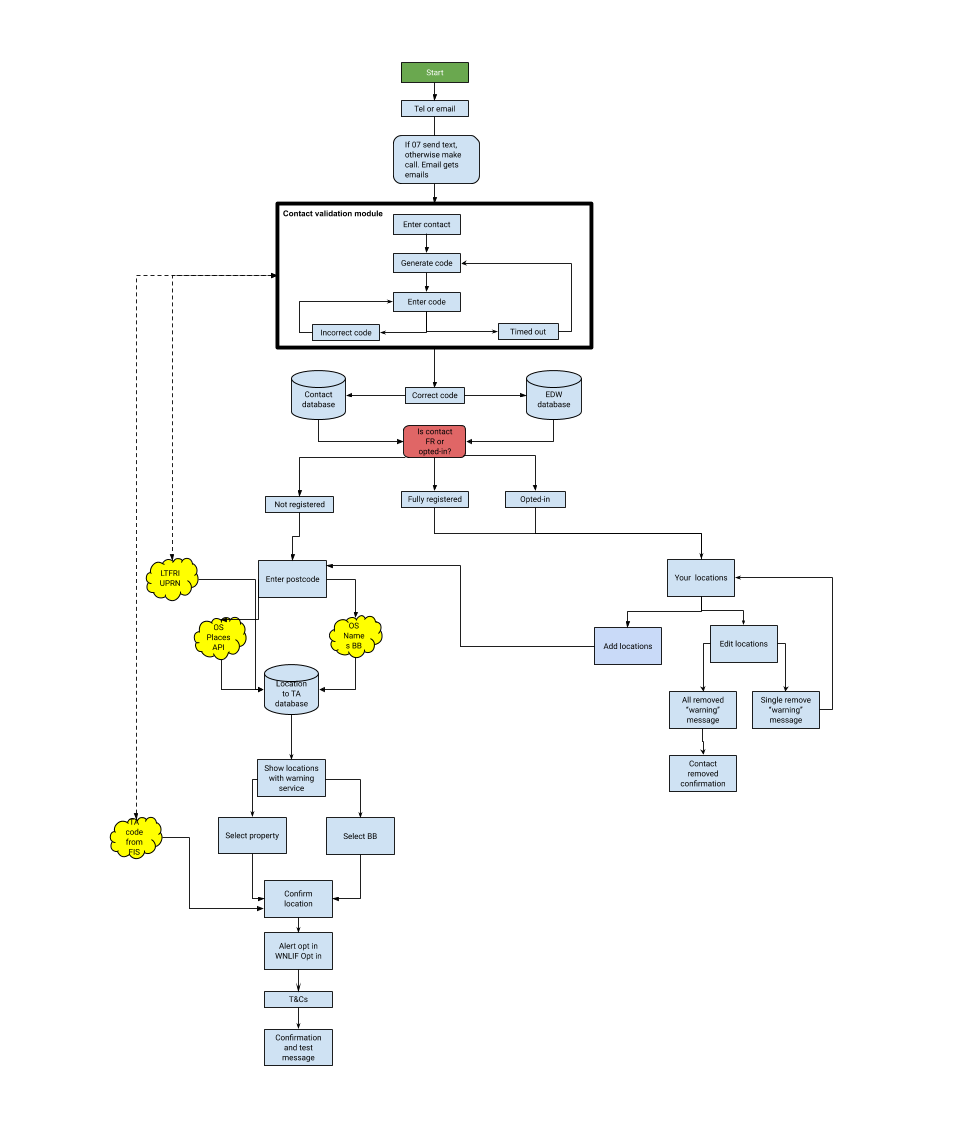 Start
Tel or email
If 07 send text,
otherwise make
call. Email gets
emails
Contact validation module
Enter contact
Generate code
Enter code
Incorrect code
Timed out
Contact
database
Correct code
EDW
database
Is contact
FR or
opted-in?
Not registered
Fully registered
Opted-in
LTFRI
UPRN
Enter postcode
Your  locations
OS
Places
API
OS
Name
s BB
Add locations
Edit locations
Location
to TA
database
All removed
“warning”
message
Single remove
“warning”
message
Show locations
with warning
service
Contact
removed
confirmation
TA
code
from
FIS
Select property
Select BB
Confirm
location
Alert opt in
WNLIF Opt in
T&Cs
Confirmation
and test
message